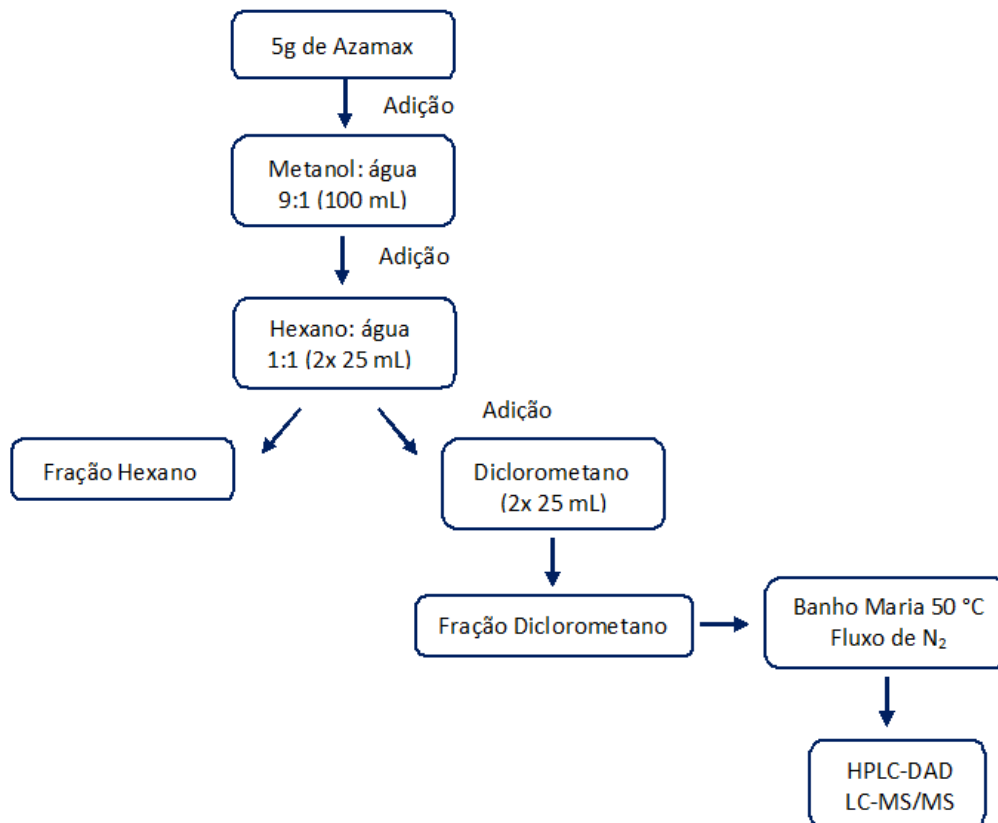 5g de Azamax
Adição
Metanol: água
9:1 (100 mL)
Adição
Hexano: água
1:1 (2x 25 mL)
Adição
Fração Hexano
Diclorometano
(2x 25 mL)
Fração Diclorometano
Banho Maria 50 °C
Fluxo de N₂
HPLC-DAD
LC-MS/MS